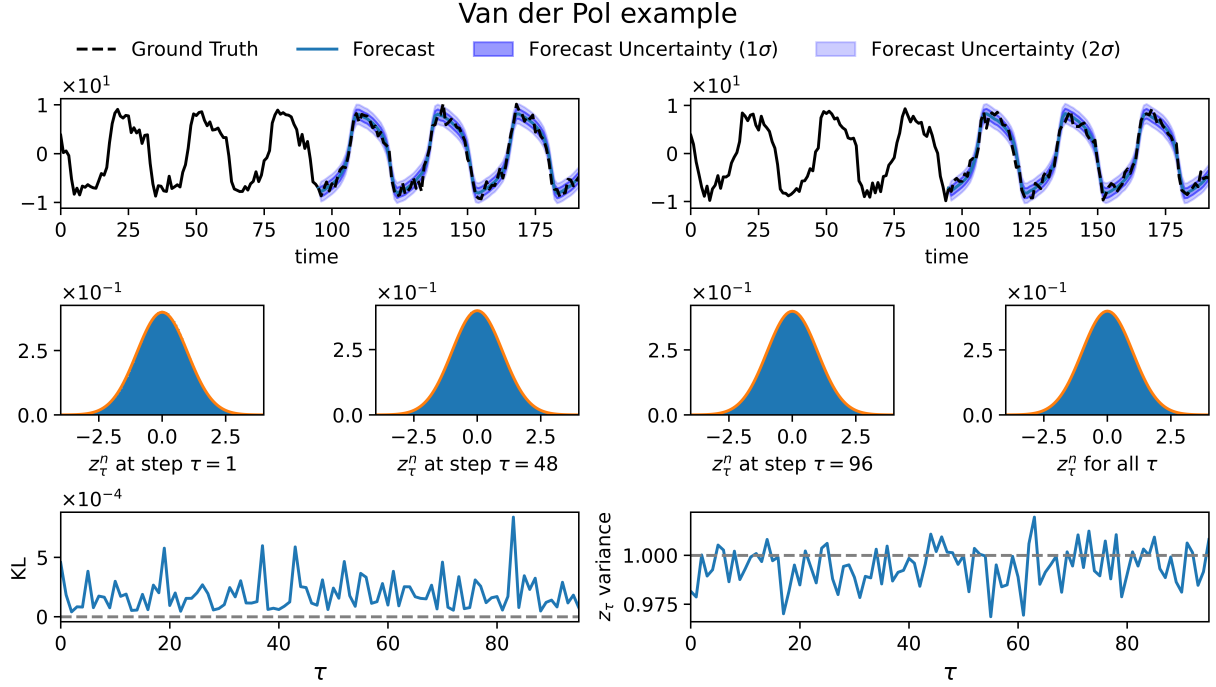 Van der Pol example
Ground Truth Forecast Forecast Uncertainty (1σ) Forecast Uncertainty (2σ)
×10¹ ×10¹
1 1
0 0
−1 −1
0 25 50 75 100 125 150 175 0 25 50 75 100 125 150 175
time time
×10⁻¹ ×10⁻¹ ×10⁻¹ ×10⁻¹
2.5 2.5 2.5 2.5
0.0 0.0 0.0 0.0
−2.5 0.0 2.5 −2.5 0.0 2.5 −2.5 0.0 2.5 −2.5 0.0 2.5
zⁿ_τ at step τ = 1 zⁿ_τ at step τ = 48 zⁿ_τ at step τ = 96 zⁿ_τ for all τ
×10⁻⁴
KL z_τ variance
5 1.000
0 0.975
0 20 40 60 80 0 20 40 60 80
τ τ